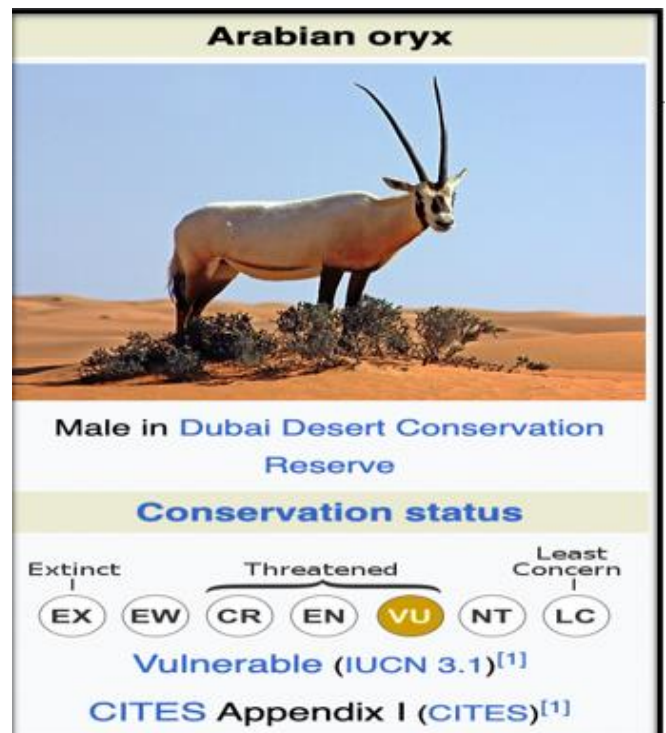 Arabian oryx
Male in Dubai Desert Conservation
Reserve
Conservation status
Extinct
Threatened
Least
Concern
EX EW CR EN VU NT LC
Vulnerable (IUCN 3.1)[1]
CITES Appendix I (CITES)[1]